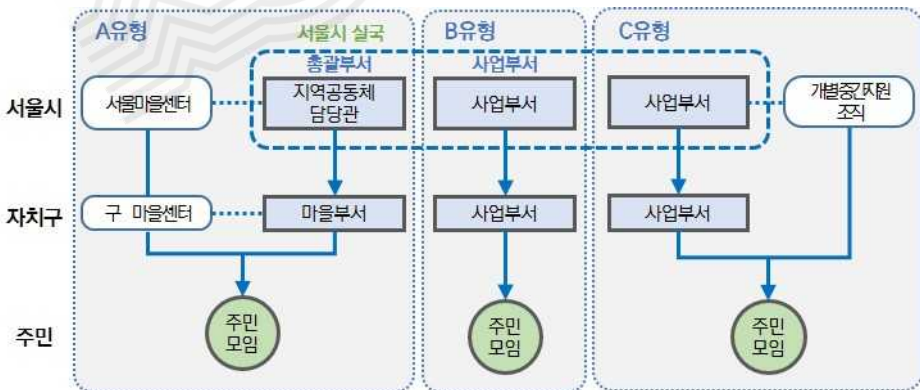 A유형
서울시 실국
B유형
C유형
총괄부서
사업부서
서울시
서울마을센터
지역공동체
담당관
사업부서
사업부서
개별중간지원
조직
자치구
구 마을센터
마을부서
사업부서
사업부서
주민
주민
모임
주민
모임
주민
모임